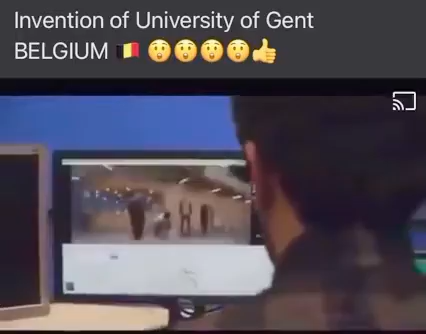 Invention of University of Gent
BELGIUM 🇧🇪 😲😲😲😲👍